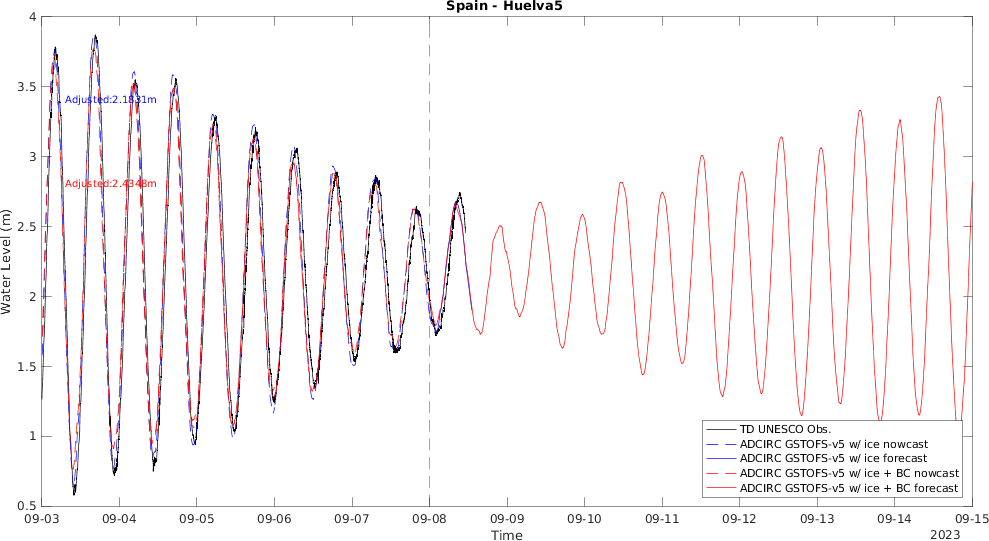 Spain - Huelva5
4
3.5
3
2.5
2
1.5
1
0.5
Water Level (m)
Adjusted:2.1831m
Adjusted:2.4348m
TD UNESCO Obs.
ADCIRC GSTOFS-v5 w/ ice nowcast
ADCIRC GSTOFS-v5 w/ ice forecast
ADCIRC GSTOFS-v5 w/ ice + BC nowcast
ADCIRC GSTOFS-v5 w/ ice + BC forecast
09-03 09-04 09-05 09-06 09-07 09-08 09-09 09-10 09-11 09-12 09-13 09-14 09-15
Time
2023